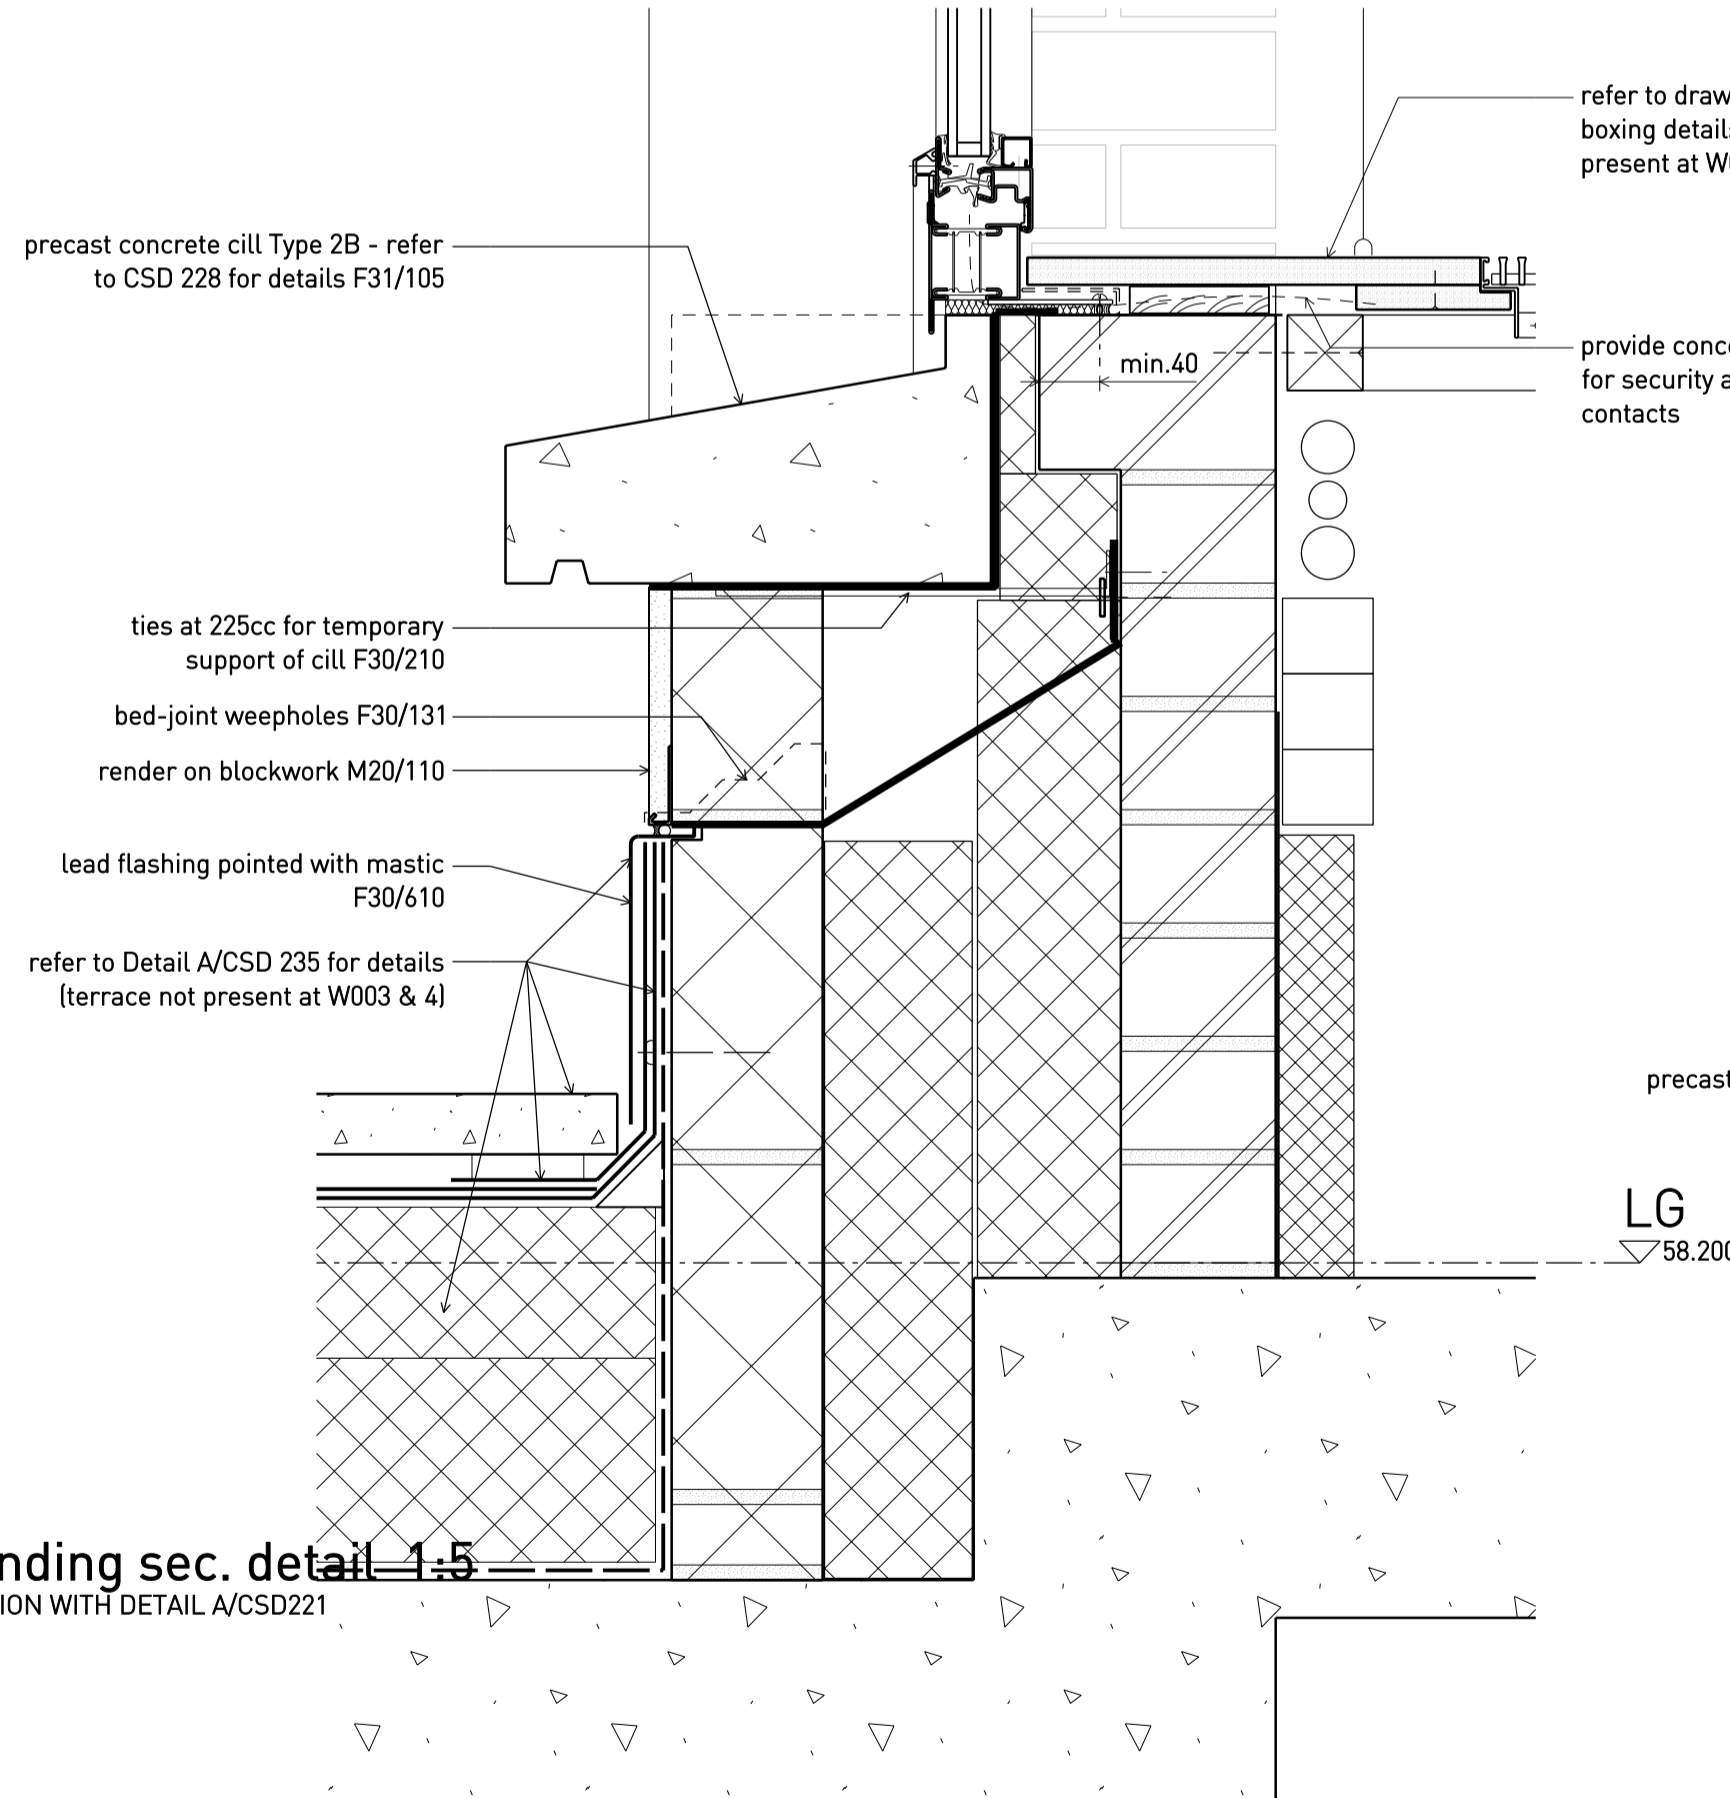 refer to draw
boxing details
present at W
precast concrete cill Type 2B - refer
to CSD 228 for details F31/105
min.40
provide conc
for security a
contacts
ties at 225cc for temporary
support of cill F30/210
bed-joint weepholes F30/131
render on blockwork M20/110
lead flashing pointed with mastic
F30/610
refer to Detail A/CSD 235 for details
(terrace not present at W003 & 4)
precast
LG
58.200
nding sec. detail 1:5
ION WITH DETAIL A/CSD221